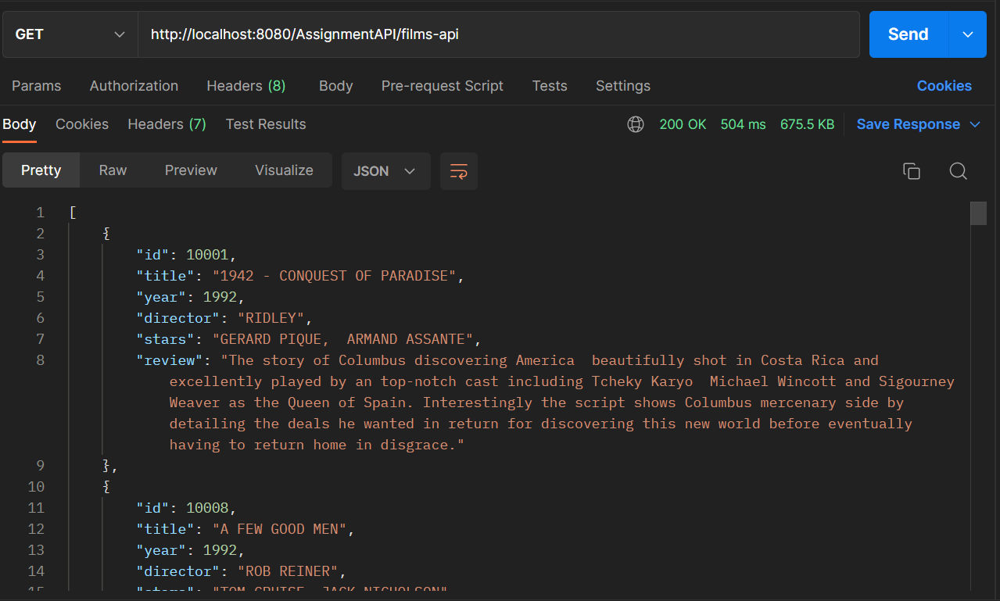 GET http://localhost:8080/AssignmentAPI/films-api Send
Params Authorization Headers (8) Body Pre-request Script Tests Settings Cookies
Body Cookies Headers (7) Test Results 200 OK 504 ms 675.5 KB Save Response
Pretty Raw Preview Visualize JSON
1 [
2 {
3 "id": 10001,
4 "title": "1942 - CONQUEST OF PARADISE",
5 "year": 1992,
6 "director": "RIDLEY",
7 "stars": "GERARD PIQUE,  ARMAND ASSANTE",
8 "review": "The story of Columbus discovering America  beautifully shot in Costa Rica and
excellently played by an top-notch cast including Tcheky Karyo  Michael Wincott and Sigourney
Weaver as the Queen of Spain. Interestingly the script shows Columbus mercenary side by
detailing the deals he wanted in return for discovering this new world before eventually
having to return home in disgrace."
9 },
10 {
11 "id": 10008,
12 "title": "A FEW GOOD MEN",
13 "year": 1992,
14 "director": "ROB REINER",
15 "stars": "TOM CRUISE, JACK NICHOLSON"